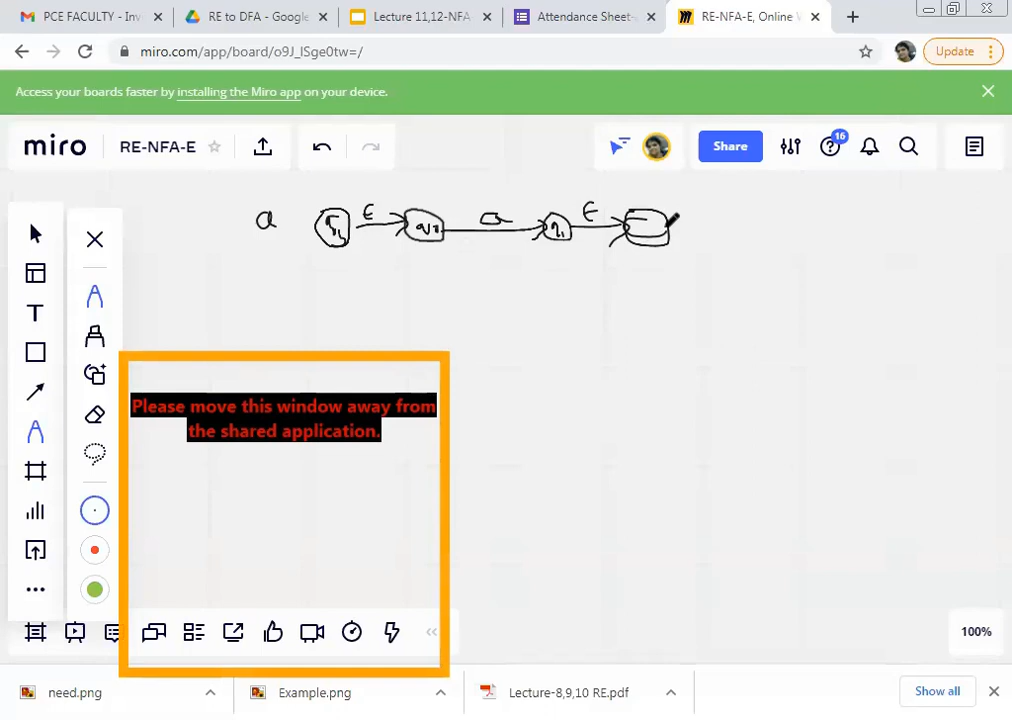 PCE FACULTY - Inv
RE to DFA - Google
Lecture 11,12-NFA
Attendance Sheet-
RE-NFA-E, Online W
miro.com/app/board/o9J_lSge0tw=/
Update
Access your boards faster by installing the Miro app on your device.
miro
RE-NFA-E
Share
16
a
ε
a
ε
Please move this window away from
the shared application.
100%
need.png
Example.png
Lecture-8,9,10 RE.pdf
Show all